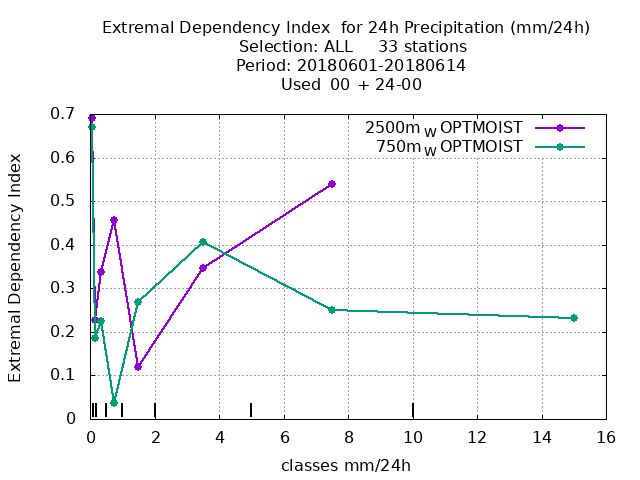 Extremal Dependency Index  for 24h Precipitation (mm/24h)
Selection: ALL     33 stations
Period: 20180601-20180614
Used  00 + 24-00
2500m W OPTMOIST
750m W OPTMOIST
Extremal Dependency Index
0.7
0.6
0.5
0.4
0.3
0.2
0.1
0
0 2 4 6 8 10 12 14 16
classes mm/24h